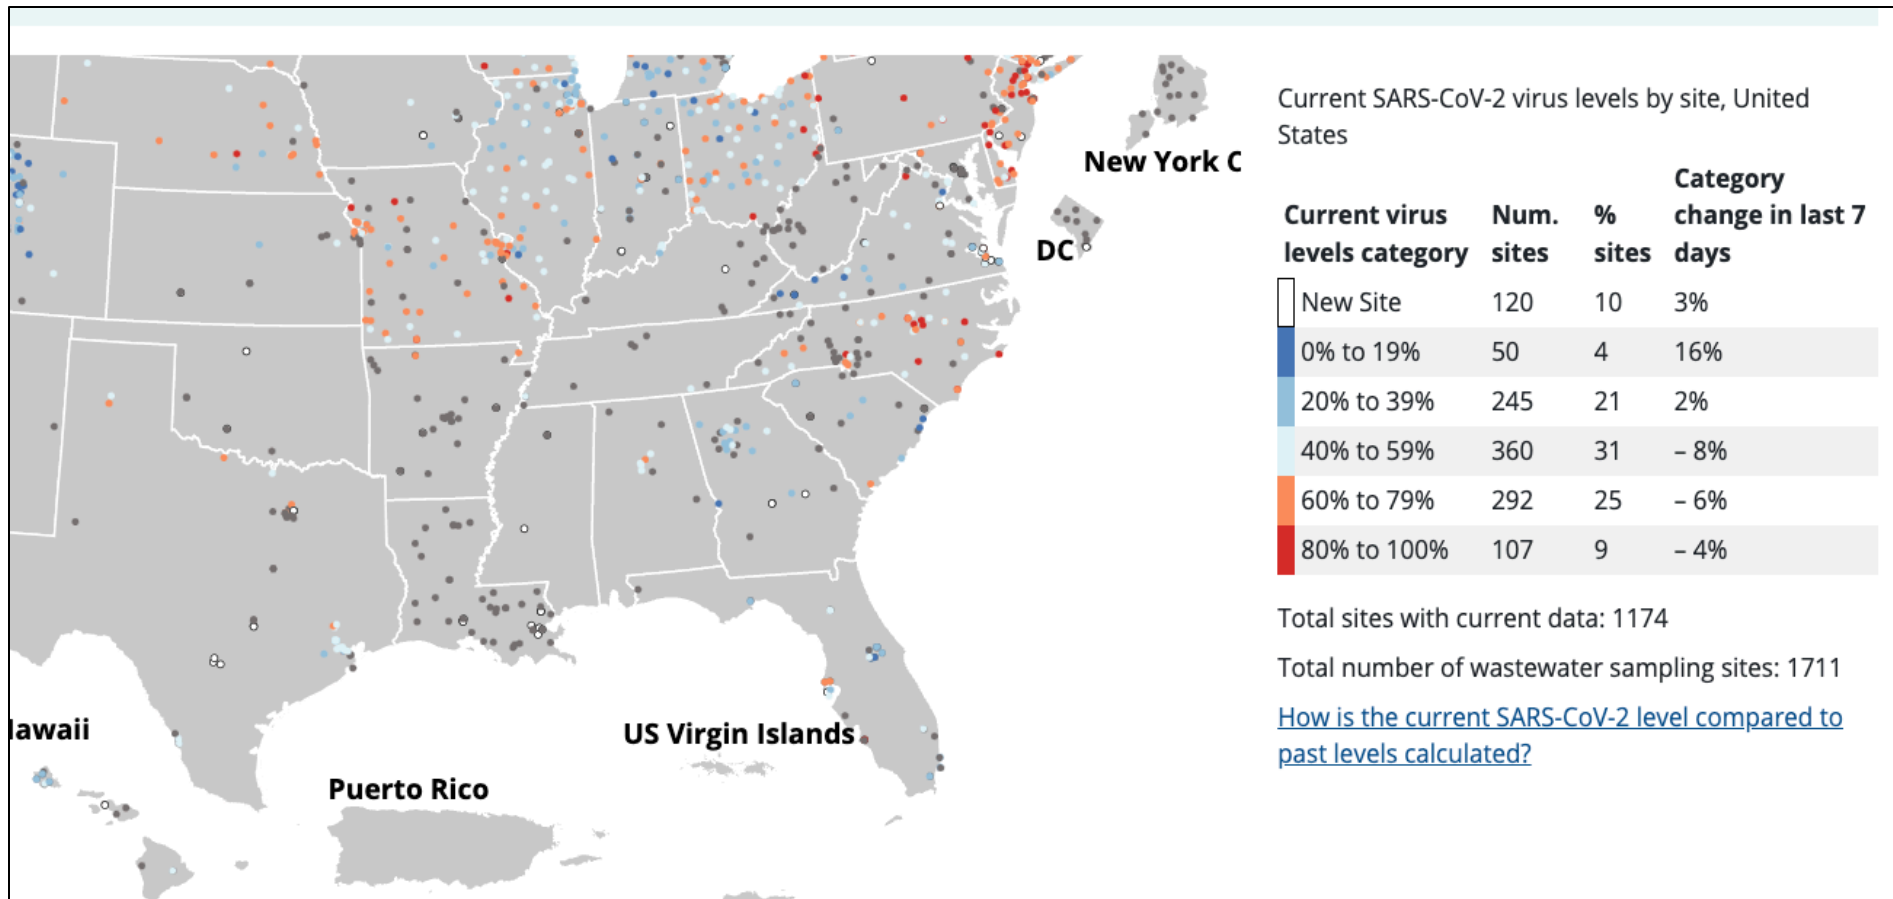 Current SARS-CoV-2 virus levels by site, United
States
New York C
DC
Category
Current virus Num. % change in last 7
levels category sites sites days
New Site 120 10 3%
0% to 19% 50 4 16%
20% to 39% 245 21 2%
40% to 59% 360 31 – 8%
60% to 79% 292 25 – 6%
80% to 100% 107 9 – 4%
Total sites with current data: 1174
Total number of wastewater sampling sites: 1711
How is the current SARS-CoV-2 level compared to
past levels calculated?
awaii
US Virgin Islands
Puerto Rico